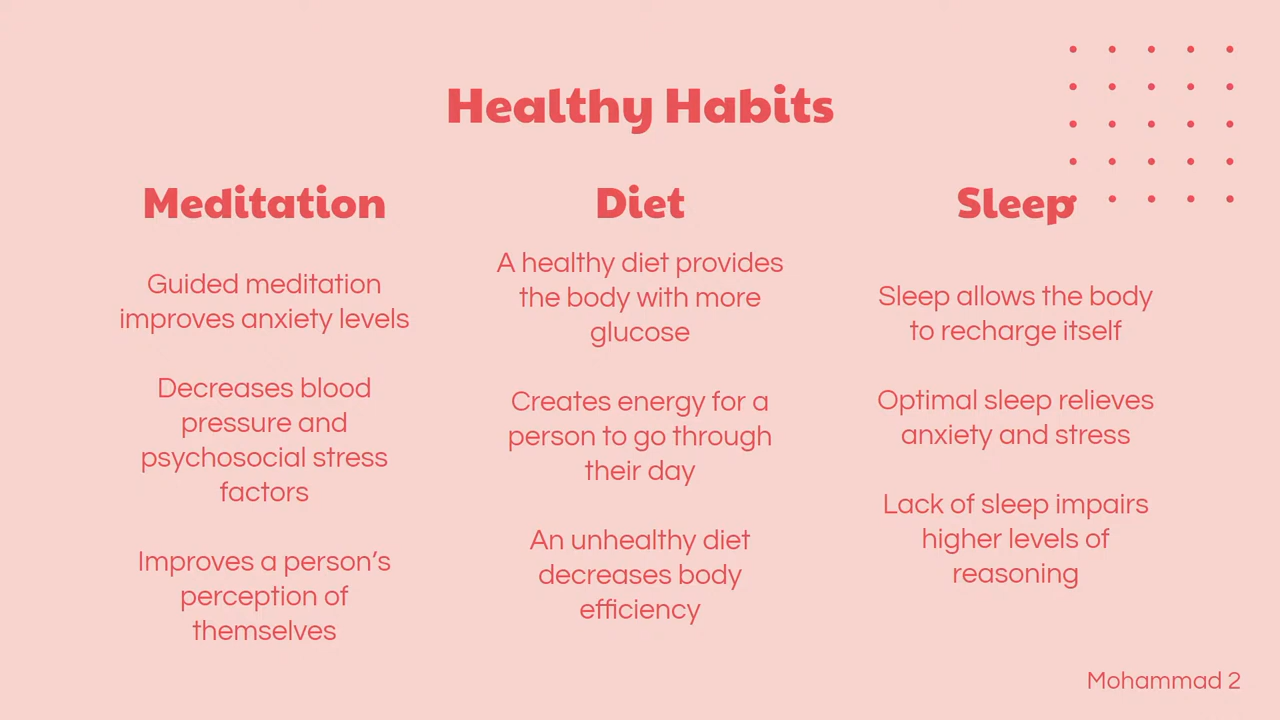 Healthy Habits
Meditation
Guided meditation
improves anxiety levels
Decreases blood
pressure and
psychosocial stress
factors
Improves a person’s
perception of
themselves
Diet
A healthy diet provides
the body with more
glucose
Creates energy for a
person to go through
their day
An unhealthy diet
decreases body
efficiency
Sleep
Sleep allows the body
to recharge itself
Optimal sleep relieves
anxiety and stress
Lack of sleep impairs
higher levels of
reasoning
Mohammad 2